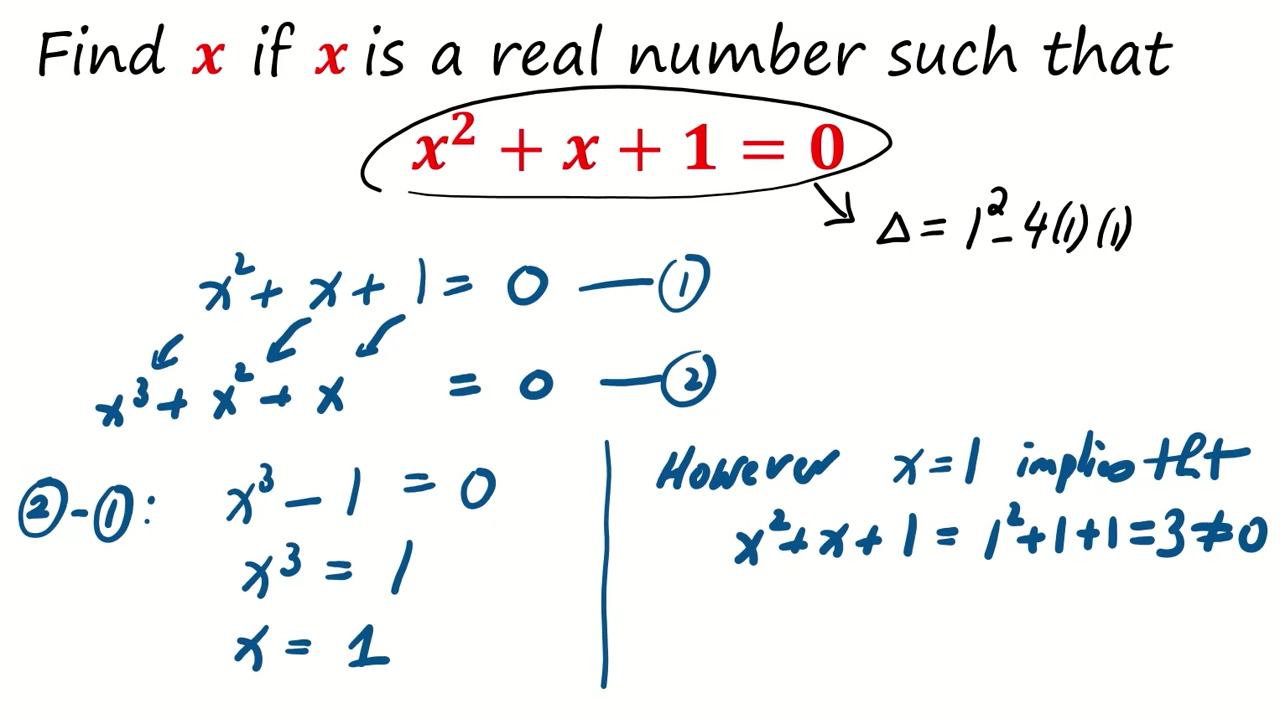 Find x if x is a real number such that
x² + x + 1 = 0
Δ = 1² - 4(1)(1)
x² + x + 1 = 0 — ①
x³ + x² + x = 0 — ②
②-①: x³ - 1 = 0
x³ = 1
x = 1
However x = 1 implies tht
x² + x + 1 = 1² + 1 + 1 = 3 ≠ 0